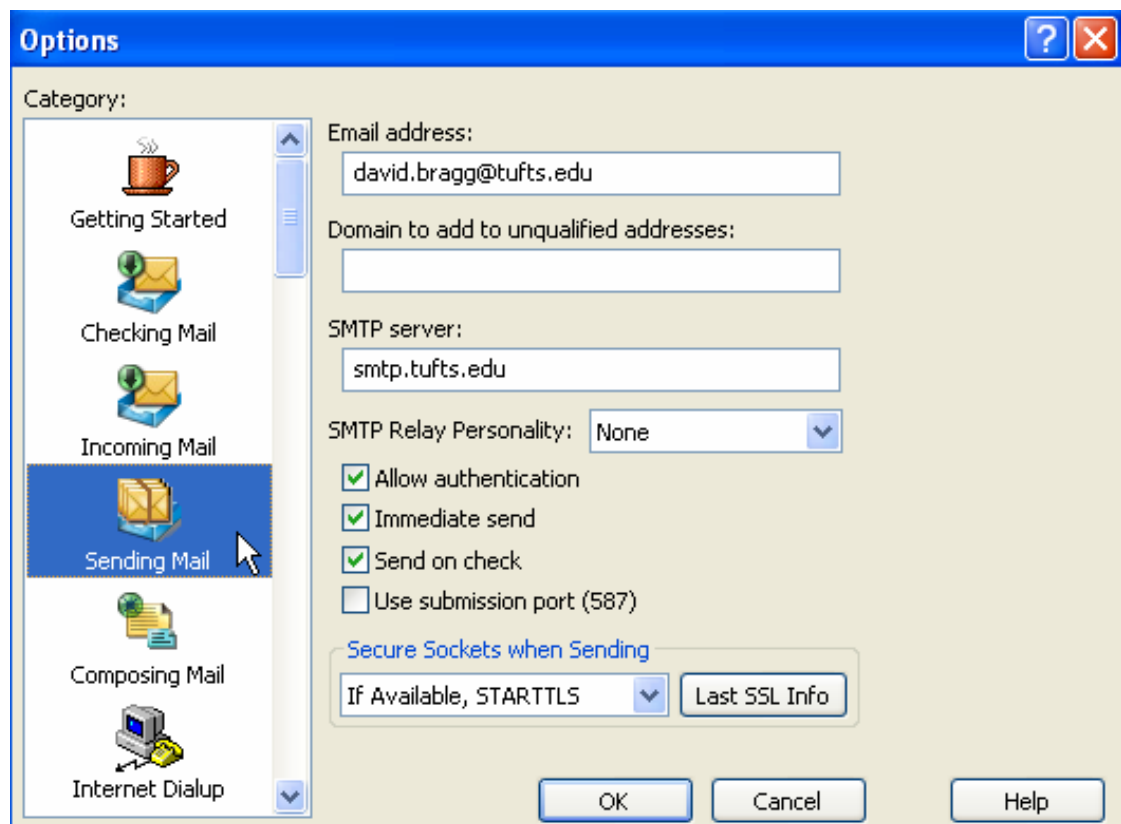 Options
Category:
Getting Started
Checking Mail
Incoming Mail
Sending Mail
Composing Mail
Internet Dialup
Email address:
david.bragg@tufts.edu
Domain to add to unqualified addresses:
SMTP server:
smtp.tufts.edu
SMTP Relay Personality: None
Allow authentication
Immediate send
Send on check
Use submission port (587)
Secure Sockets when Sending
If Available, STARTTLS Last SSL Info
OK Cancel Help